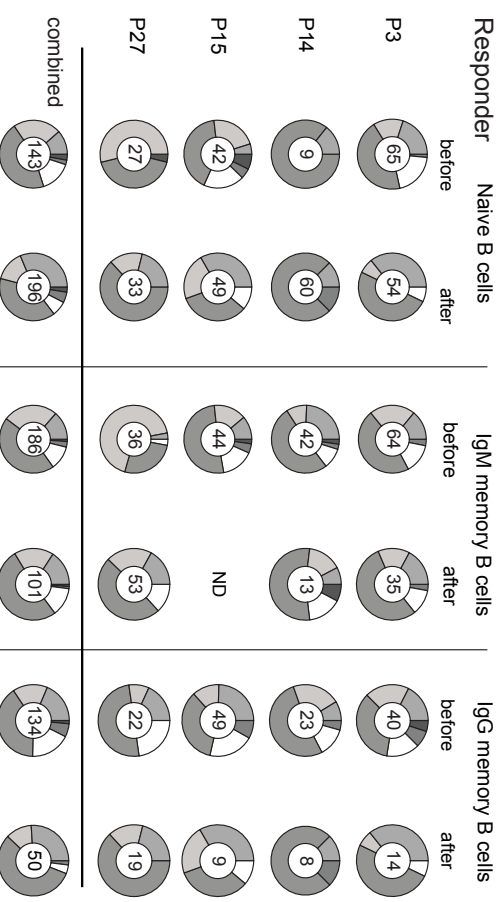 Responder Naive B cells IgM memory B cells IgG memory B cells
before after before after before after
P3 65 54 64 35 40 14
P14 9 60 42 13 23 8
P15 42 49 44 ND 49 9
P27 27 33 36 53 22 19
combined 143 196 186 101 134 50